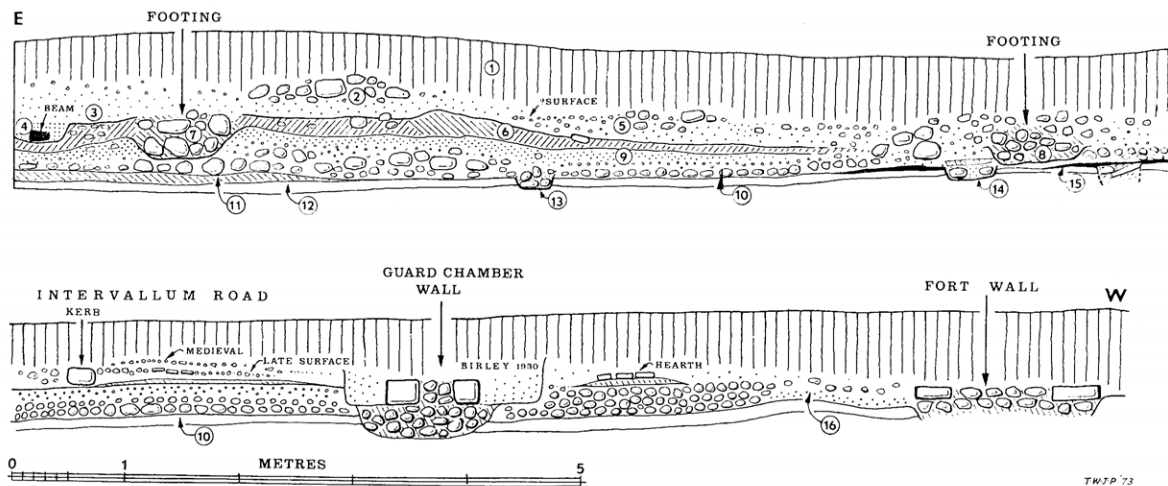 E
FOOTING
FOOTING
1
2
BEAM
3
4
?SURFACE
5
6
7
8
9
10
11
12
13
14
15
INTERVALLUM ROAD
KERB
MEDIEVAL
LATE SURFACE
GUARD CHAMBER
WALL
BIRLEY 1930
HEARTH
FORT WALL
W
10
16
0 1 METRES 5
T.W.T.P '73